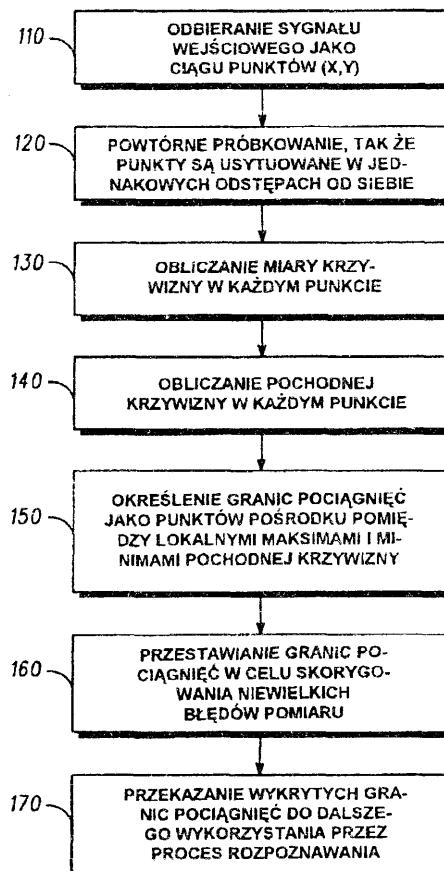 110
ODBIERANIE SYGNAŁU
WEJŚCIOWEGO JAKO
CIĄGU PUNKTÓW (X,Y)
120
POWTÓRNE PRÓBKOWANIE, TAK ŻE
PUNKTY SĄ USYTUOWANE W JED-
NAKOWYCH ODSTĘPACH OD SIEBIE
130
OBLICZANIE MIARY KRZY-
WIZNY W KAŻDYM PUNKCIE
140
OBLICZANIE POCHODNEJ
KRZYWIZNY W KAŻDYM PUNKCIE
150
OKREŚLENIE GRANIC POCIĄGNIĘĆ
JAKO PUNKTÓW POŚRODKU POMIĘ-
DZY LOKALNYMI MAKSIMAMI I MI-
NIMAMI POCHODNEJ KRZYWIZNY
160
PRZESTAWIANIE GRANIC PO-
CIĄGNIĘĆ W CELU SKORYGO-
WANIA NIEWIELKICH
BŁĘDÓW POMIARU
170
PRZEKAZANIE WYKRYTYCH GRA-
NIC POCIĄGNIĘĆ DO DALSZE-
GO WYKORZYSTANIA PRZEZ
PROCES ROZPOZNAWANIA